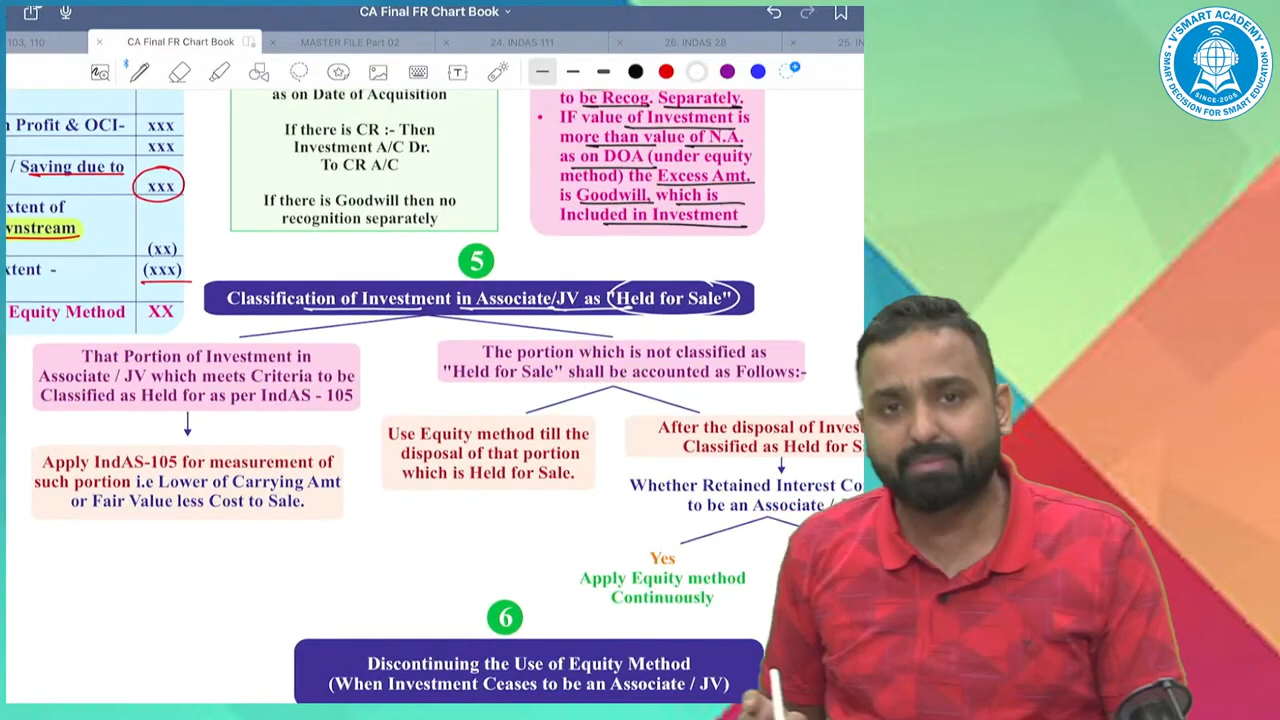 CA Final FR Chart Book
103, 110
CA Final FR Chart Book
MASTER FILE Part 02
24. INDAS 111
26. INDAS 28
25. IN
V'SMART ACADEMY
SMART DECISION FOR SMART EDUCATION
SINCE-2005
Profit & OCI- xxx
xxx
/ Saving due to
xxx
xtent of
wnstream
(xx)
xtent - (xxx)
Equity Method XX
as on Date of Acquisition
If there is CR :- Then
Investment A/C Dr.
To CR A/C
If there is Goodwill then no
recognition separately
to be Recog. Separately.
• IF value of Investment is
more than value of N.A.
as on DOA (under equity
method) the Excess Amt.
is Goodwill, which is
Included in Investment
5
Classification of Investment in Associate/JV as "Held for Sale"
That Portion of Investment in
Associate / JV which meets Criteria to be
Classified as Held for as per IndAS - 105
Apply IndAS-105 for measurement of
such portion i.e Lower of Carrying Amt
or Fair Value less Cost to Sale.
The portion which is not classified as
"Held for Sale" shall be accounted as Follows:-
Use Equity method till the
disposal of that portion
which is Held for Sale.
After the disposal of Inves
Classified as Held for S
Whether Retained Interest Co
to be an Associate /
Yes
Apply Equity method
Continuously
6
Discontinuing the Use of Equity Method
(When Investment Ceases to be an Associate / JV)